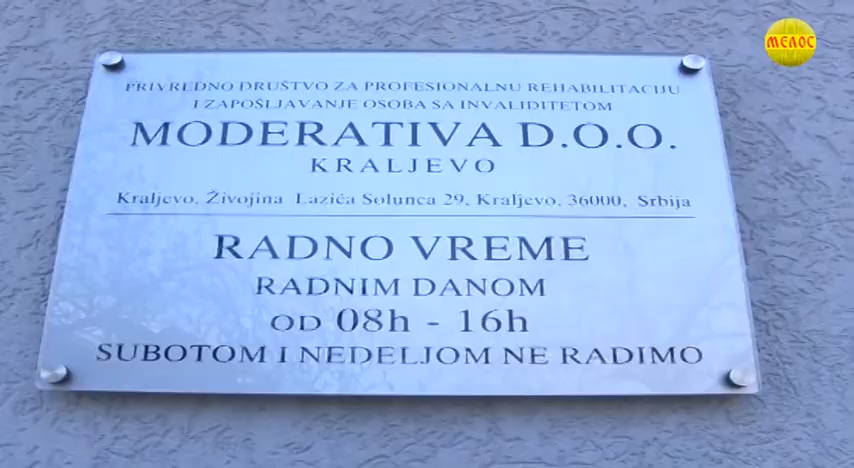 МЕЛОС
PRIVREDNO DRUŠTVO ZA PROFESIONALNU REHABILITACIJU
I ZAPOŠLJAVANJE OSOBA SA INVALIDITETOM
MODERATIVA D.O.O.
KRALJEVO
Kraljevo, Živojina Lazića Solunca 29, Kraljevo, 36000, Srbija
RADNO VREME
RADNIM DANOM
OD 08h - 16h
SUBOTOM I NEDELJOM NE RADIMO